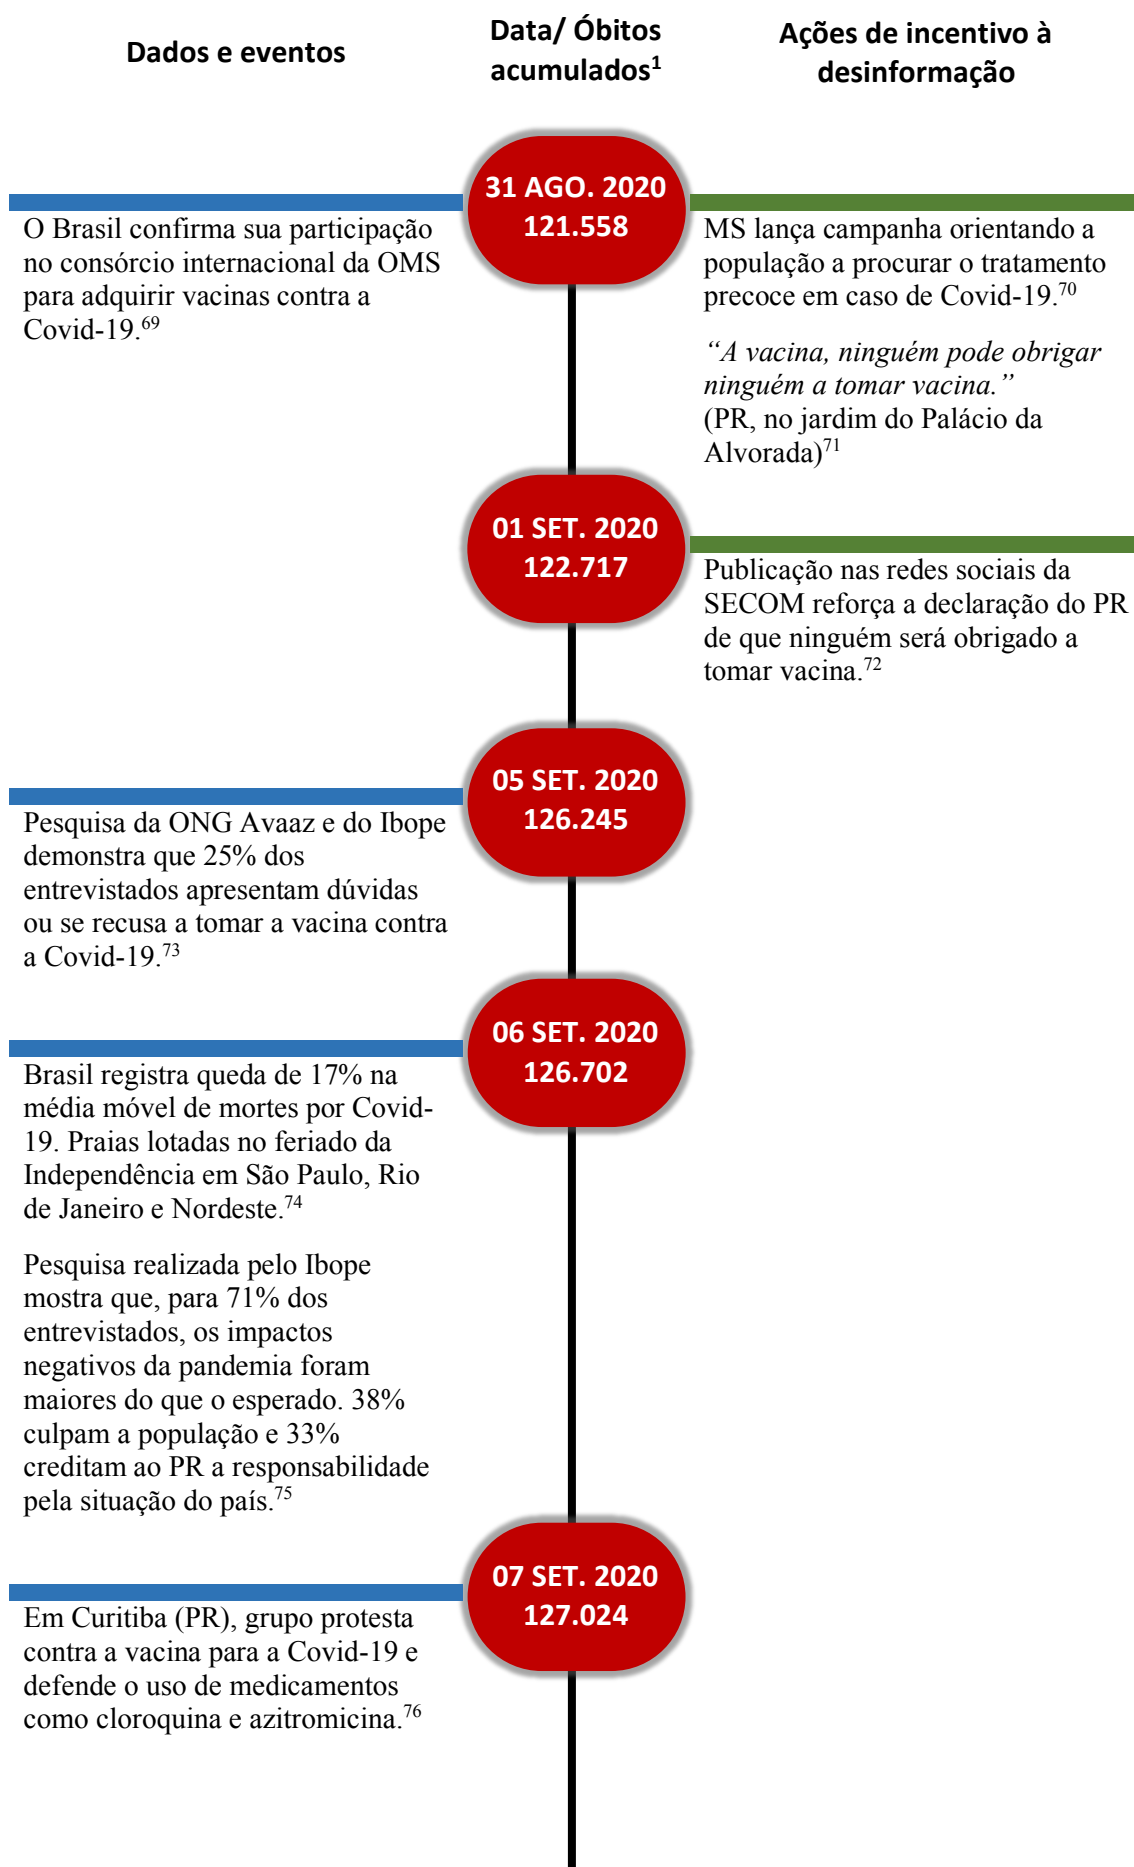 Dados e eventos
Data/ Óbitos
acumulados¹
Ações de incentivo à
desinformação
31 AGO. 2020
121.558
O Brasil confirma sua participação
no consórcio internacional da OMS
para adquirir vacinas contra a
Covid-19.⁶⁹
MS lança campanha orientando a
população a procurar o tratamento
precoce em caso de Covid-19.⁷⁰
“A vacina, ninguém pode obrigar
ninguém a tomar vacina.”
(PR, no jardim do Palácio da
Alvorada)⁷¹
01 SET. 2020
122.717
Publicação nas redes sociais da
SECOM reforça a declaração do PR
de que ninguém será obrigado a
tomar vacina.⁷²
05 SET. 2020
126.245
Pesquisa da ONG Avaaz e do Ibope
demonstra que 25% dos
entrevistados apresentam dúvidas
ou se recusa a tomar a vacina contra
a Covid-19.⁷³
06 SET. 2020
126.702
Brasil registra queda de 17% na
média móvel de mortes por Covid-
19. Praias lotadas no feriado da
Independência em São Paulo, Rio
de Janeiro e Nordeste.⁷⁴
Pesquisa realizada pelo Ibope
mostra que, para 71% dos
entrevistados, os impactos
negativos da pandemia foram
maiores do que o esperado. 38%
culpam a população e 33%
creditam ao PR a responsabilidade
pela situação do país.⁷⁵
07 SET. 2020
127.024
Em Curitiba (PR), grupo protesta
contra a vacina para a Covid-19 e
defende o uso de medicamentos
como cloroquina e azitromicina.⁷⁶